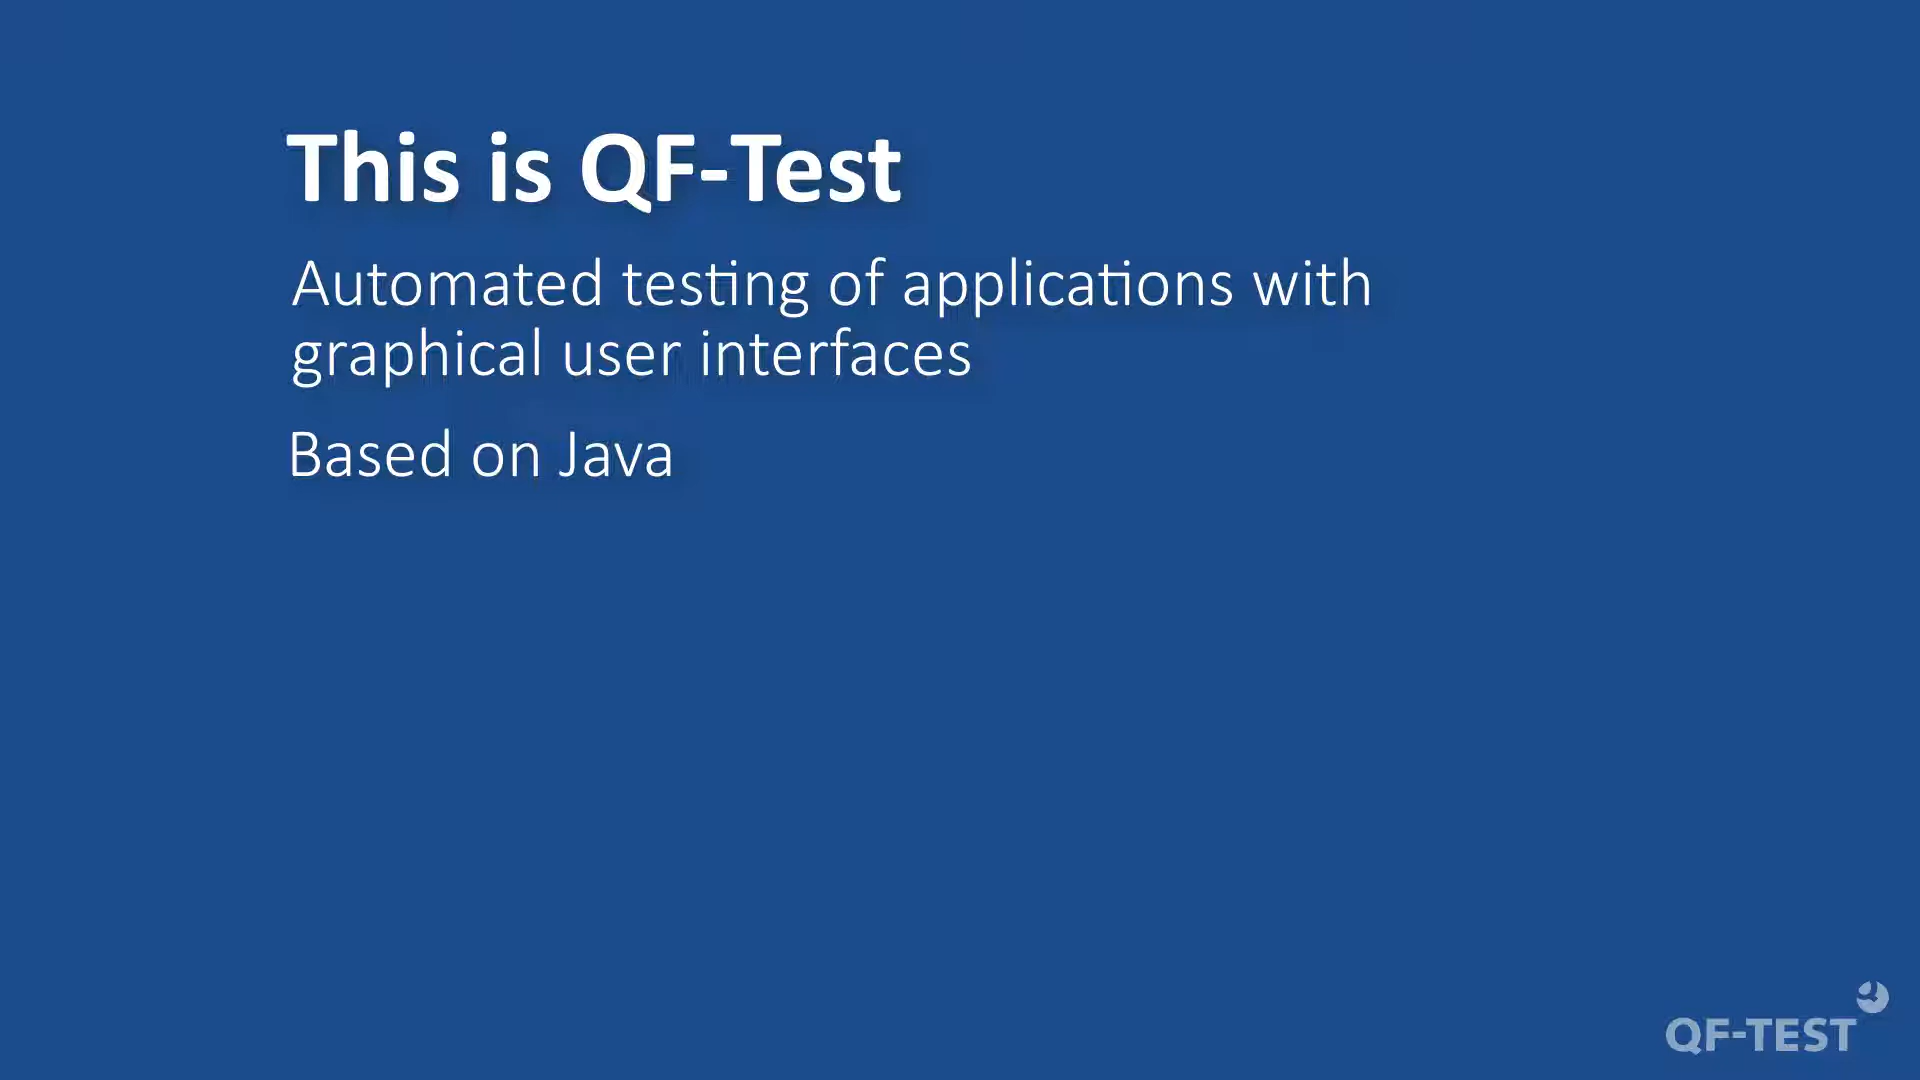 This is QF-Test
Automated testing of applications with
graphical user interfaces
Based on Java
QF-TEST